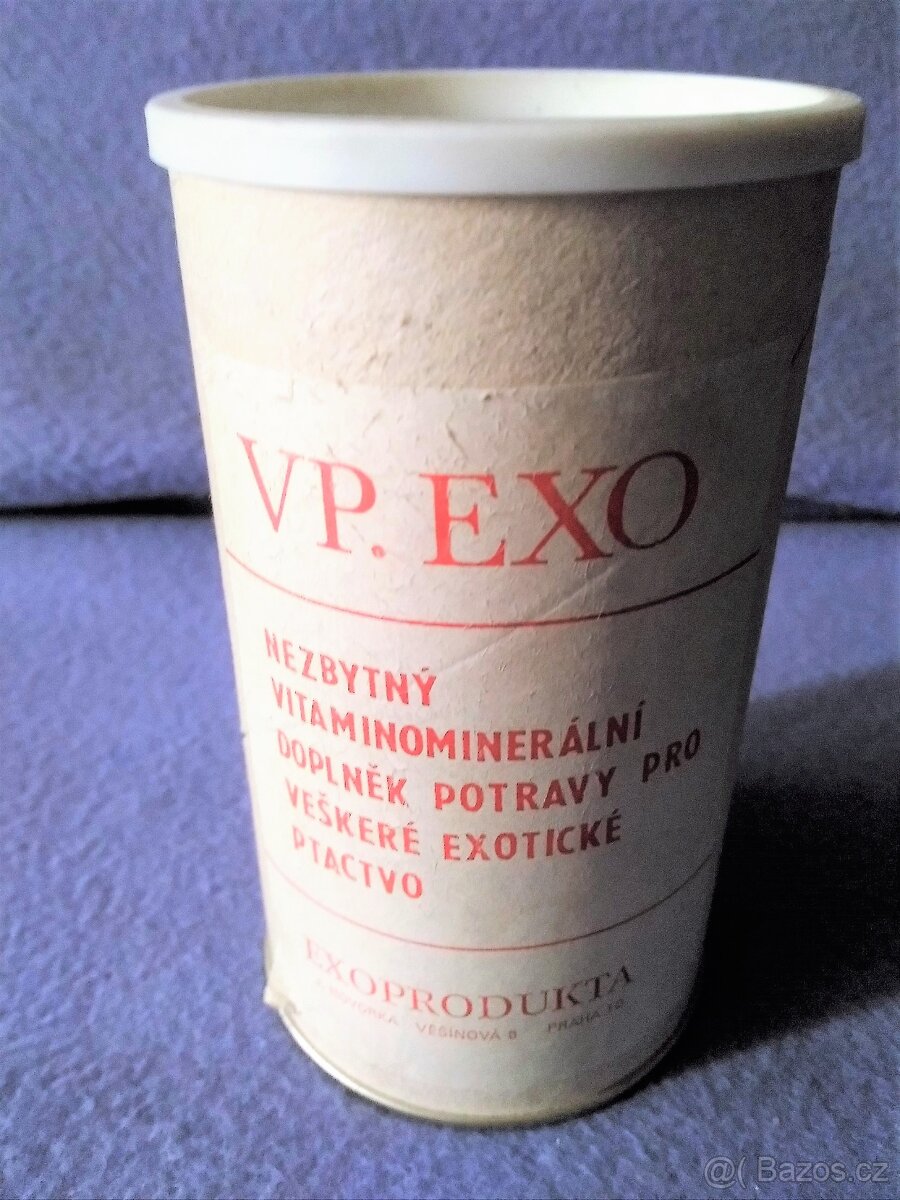 VP. EXO
NEZBYTNÝ
VITAMINOMINERÁLNÍ
DOPLNĚK POTRAVY PRO
VEŠKERÉ EXOTICKÉ
PTACTVO
EXOPRODUKTA
VĚŠINOVÁ 8 PRAHA 10
@( Bazos.cz